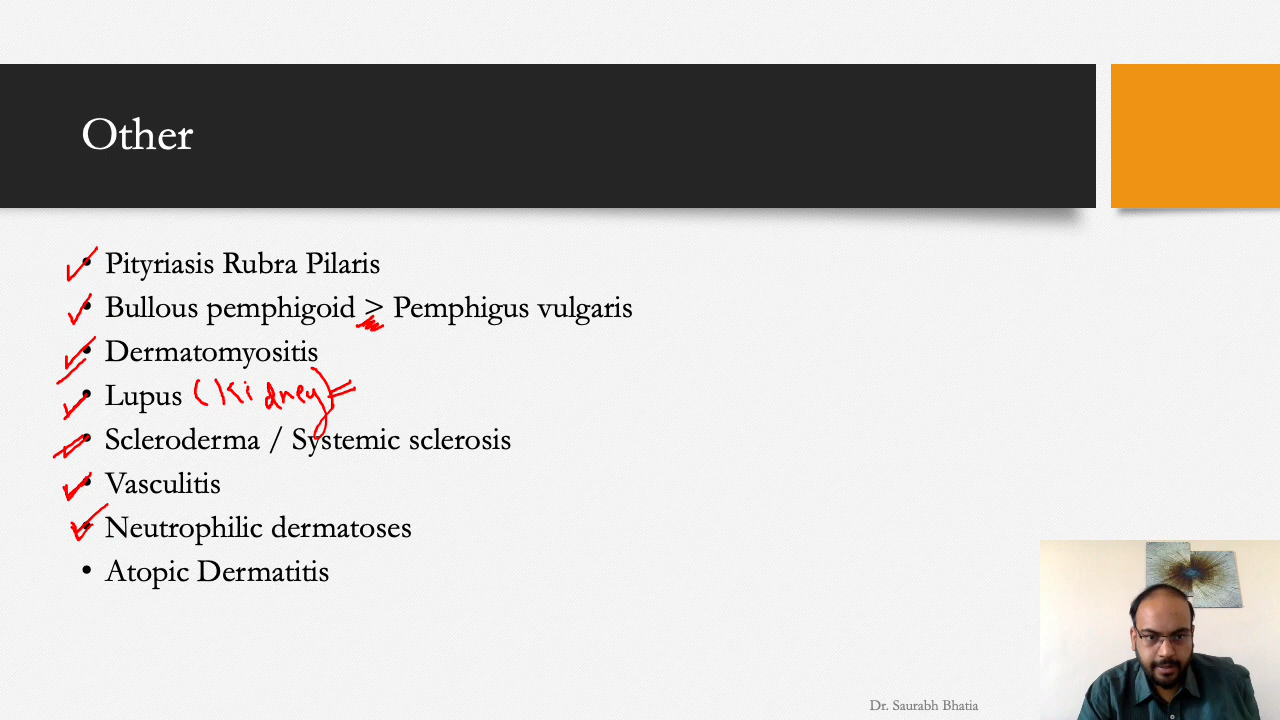 Other
• Pityriasis Rubra Pilaris
• Bullous pemphigoid > Pemphigus vulgaris
• Dermatomyositis
• Lupus (Kidney)
• Scleroderma / Systemic sclerosis
• Vasculitis
• Neutrophilic dermatoses
• Atopic Dermatitis
Dr. Saurabh Bhatia